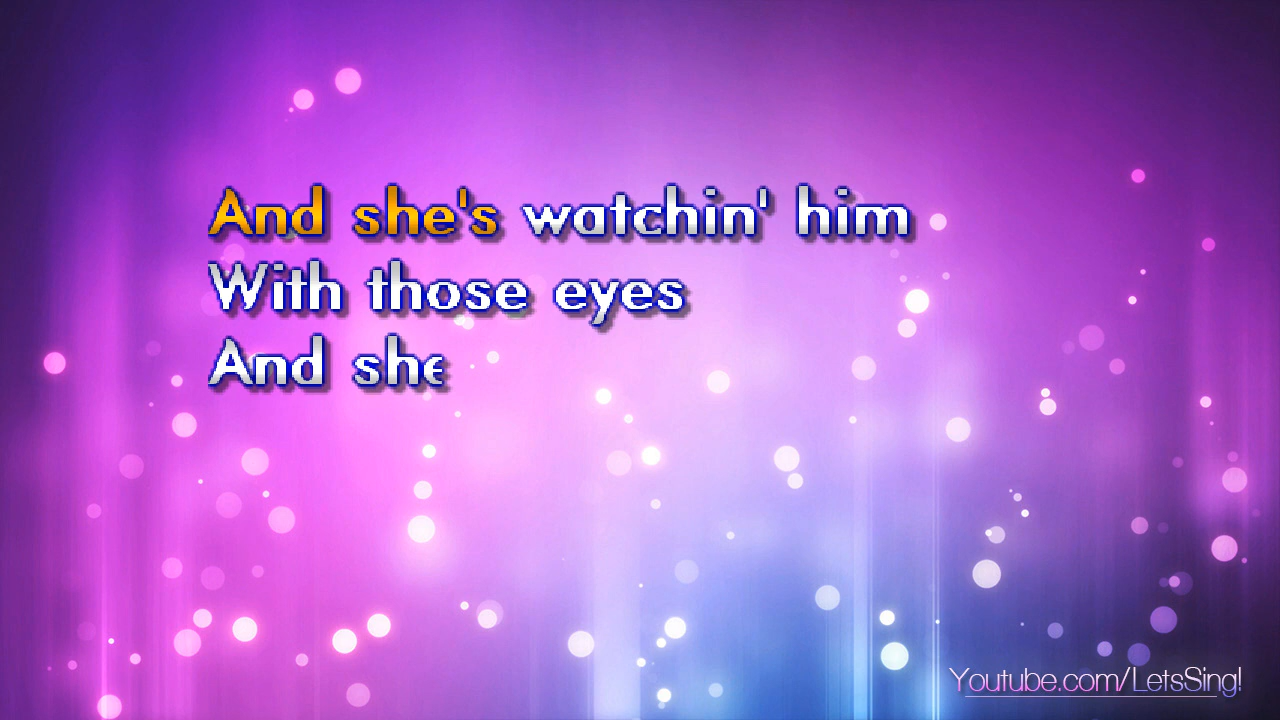 And she's watchin' him
With those eyes
And she
Youtube.com/LetsSing!